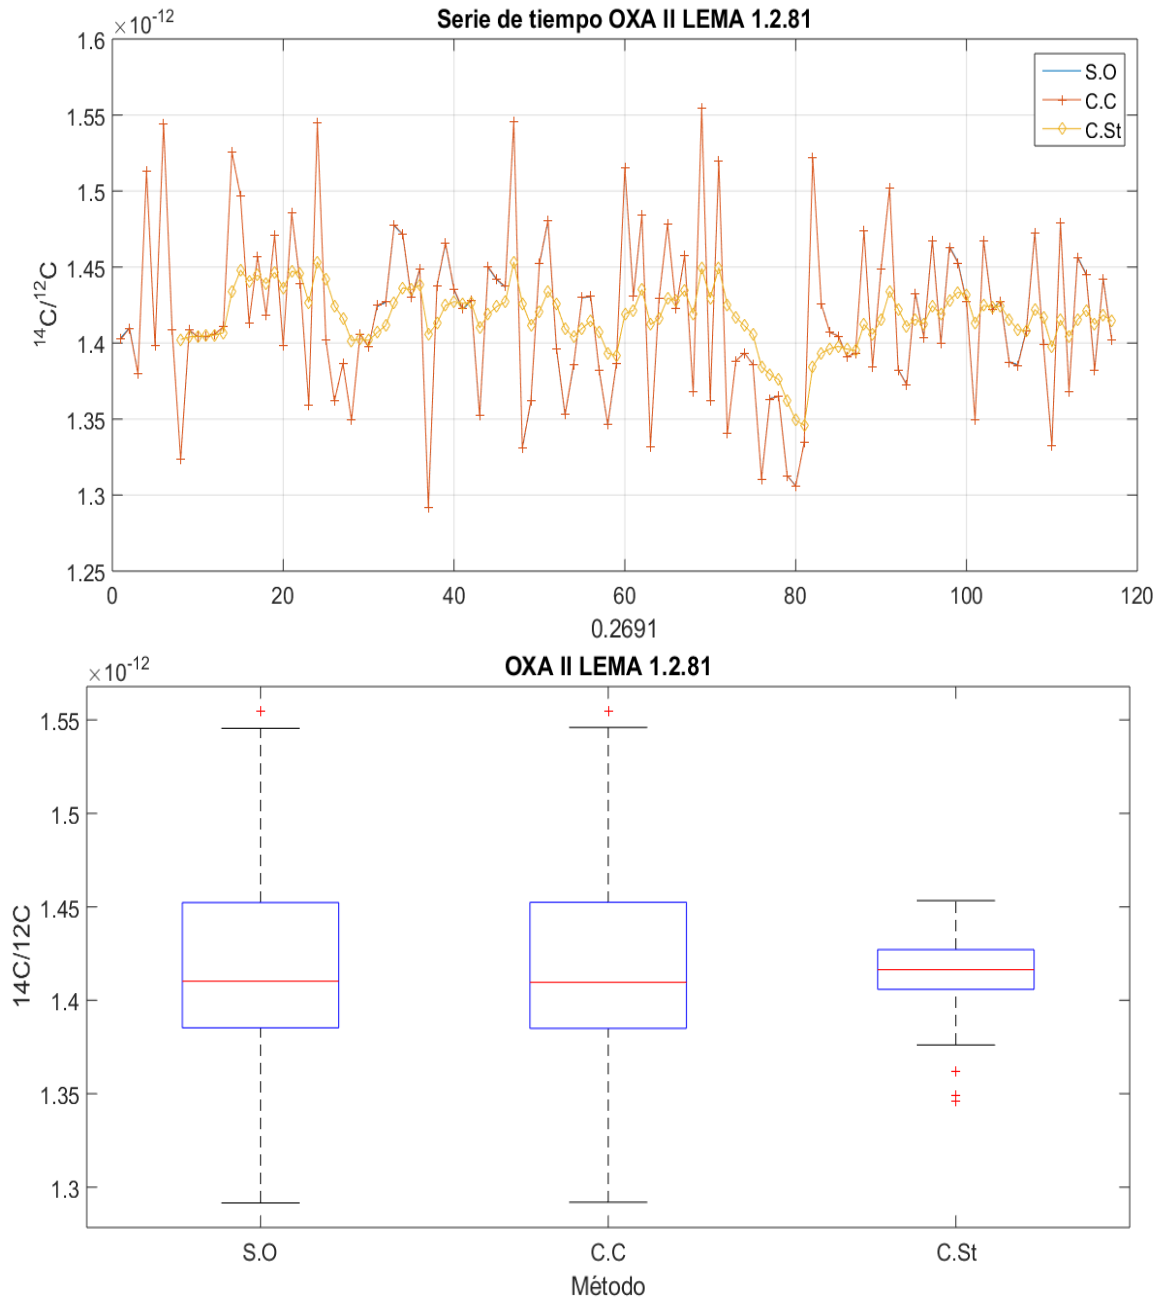 Serie de tiempo OXA II LEMA 1.2.81
×10⁻¹²
1.6
1.55
1.5
1.45
1.4
1.35
1.3
1.25
¹⁴C/¹²C
S.O
C.C
C.St
0 20 40 60 80 100 120
0.2691
OXA II LEMA 1.2.81
×10⁻¹²
1.55
1.5
1.45
1.4
1.35
1.3
14C/12C
S.O C.C C.St
Método